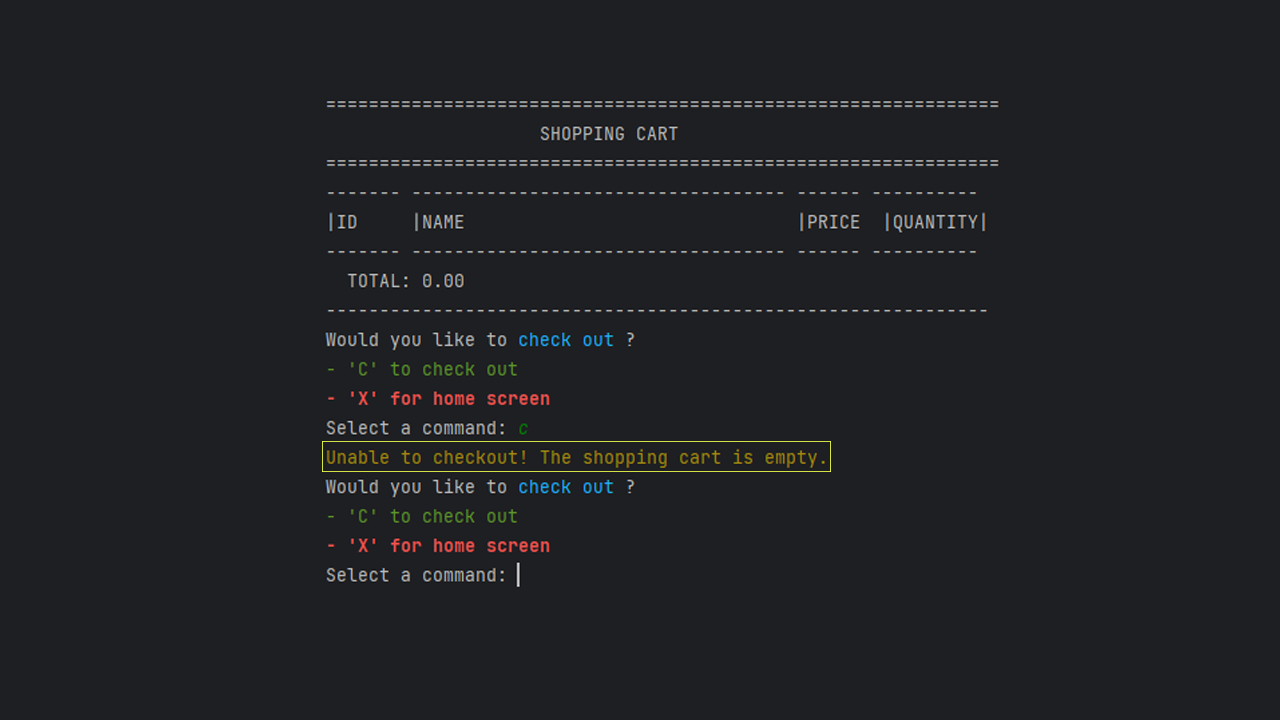 ===============================================================
SHOPPING CART
===============================================================
------- ----------------------------------- ------ ----------
|ID     |NAME                               |PRICE  |QUANTITY|
------- ----------------------------------- ------ ----------
TOTAL: 0.00
--------------------------------------------------------------
Would you like to check out ?
- 'C' to check out
- 'X' for home screen
Select a command: c
Unable to checkout! The shopping cart is empty.
Would you like to check out ?
- 'C' to check out
- 'X' for home screen
Select a command: